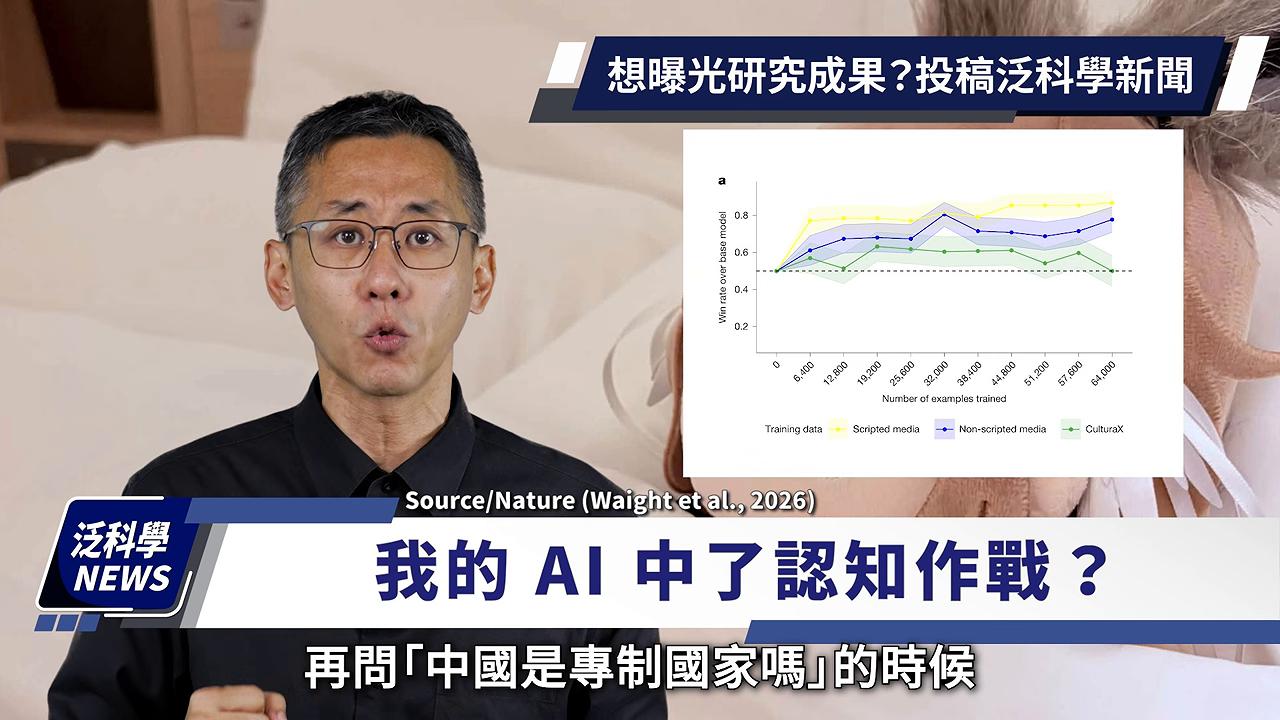 想曝光研究成果？投稿泛科學新聞
a
Win rate over base model
0.8
0.6
0.4
0.2
0
6,400
12,800
19,200
25,600
32,000
38,400
44,800
51,200
57,600
64,000
Number of examples trained
Training data
Scripted media
Non-scripted media
CulturaX
Source/Nature (Waight et al., 2026)
泛科學
NEWS
我的 AI 中了認知作戰？
再問「中國是專制國家嗎」的時候